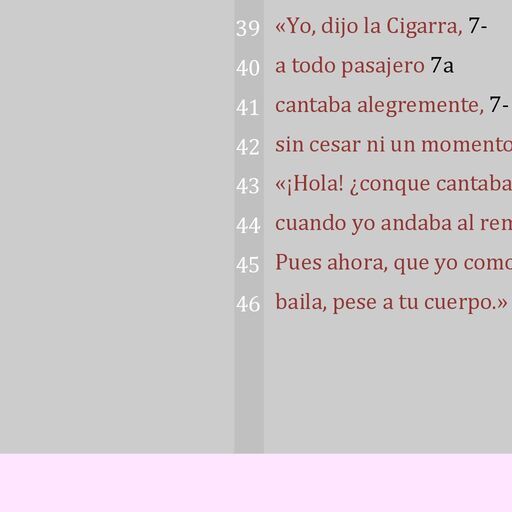 39 «Yo, dijo la Cigarra, 7-
40 a todo pasajero 7a
41 cantaba alegremente, 7-
42 sin cesar ni un momento
43 «¡Hola! ¿conque cantaba
44 cuando yo andaba al rem
45 Pues ahora, que yo como
46 baila, pese a tu cuerpo.»